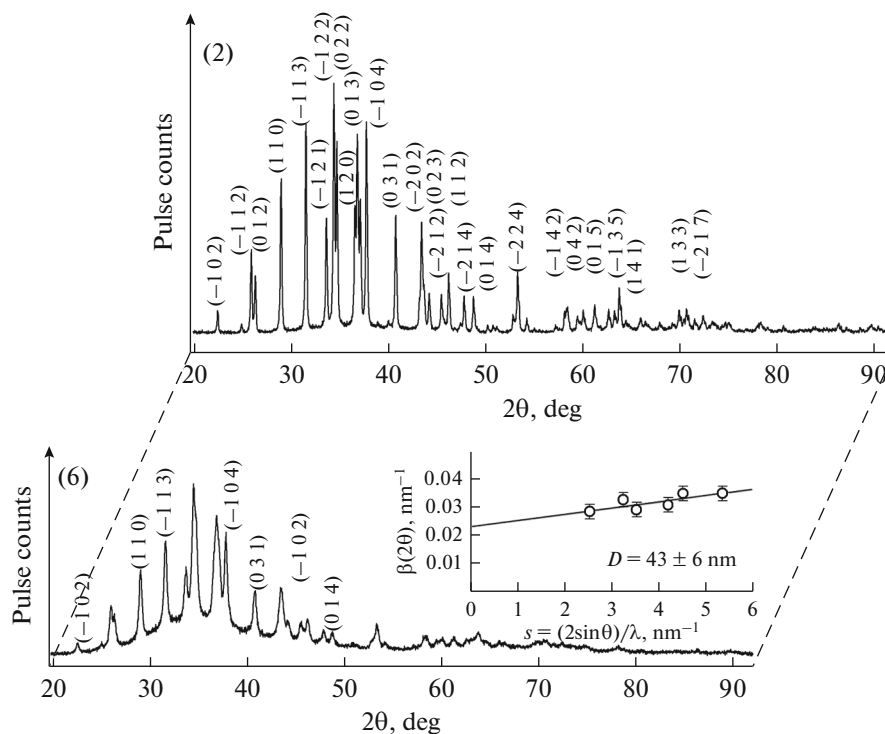 (2)
Pulse counts
(−1 0 2)
(−1 1 2)
(0 1 2)
(1 1 0)
(−1 1 3)
(−1 2 1)
(−1 2 2)
(0 2 2)
(1 2 0)
(0 1 3)
(−1 0 4)
(0 3 1)
(−2 0 2)
(−2 1 2)
(0 2 3)
(1 1 2)
(−2 1 4)
(0 1 4)
(−2 2 4)
(−1 4 2)
(0 4 2)
(0 1 5)
(−1 3 5)
(1 4 1)
(1 3 3)
(−2 1 7)
20 30 40 50 60 70 80 90
2θ, deg
(6)
Pulse counts
(−1 0 2)
(1 1 0)
(−1 1 3)
(−1 0 4)
(0 3 1)
(−1 0 2)
(0 1 4)
20 30 40 50 60 70 80 90
2θ, deg
β(2θ), nm⁻¹
0.04
0.03
0.02
0.01
D = 43 ± 6 nm
0 1 2 3 4 5 6
s = (2sinθ)/λ, nm⁻¹